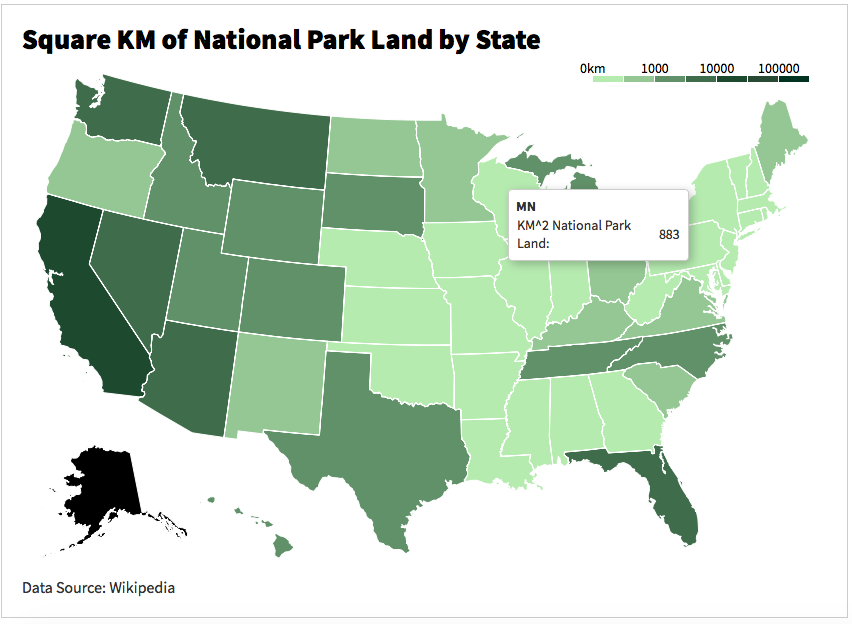 Square KM of National Park Land by State
0km 1000 10000 100000
MN
KM^2 National Park
Land: 883
Data Source: Wikipedia